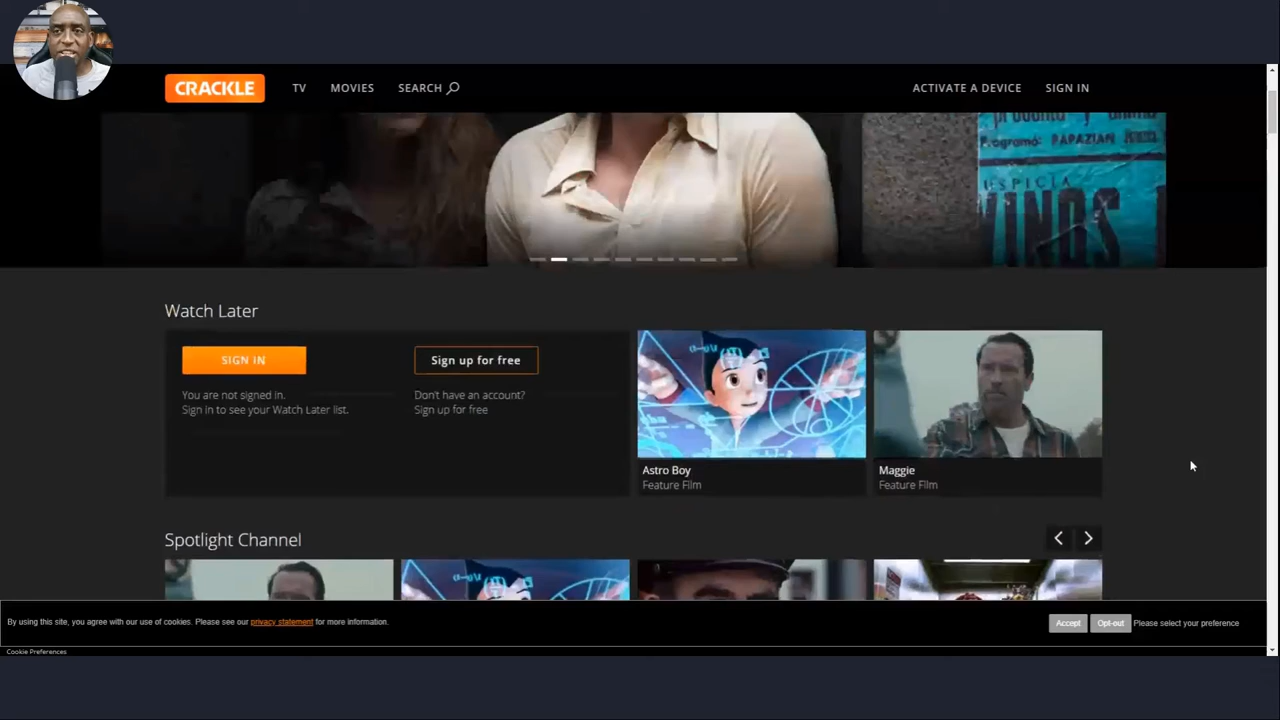 CRACKLE
TV
MOVIES
SEARCH
ACTIVATE A DEVICE
SIGN IN
Programó: PAPAZIAN
Watch Later
SIGN IN
You are not signed in.
Sign in to see your Watch Later list.
Sign up for free
Don't have an account?
Sign up for free
Astro Boy
Feature Film
Maggie
Feature Film
Spotlight Channel
By using this site, you agree with our use of cookies. Please see our privacy statement for more information.
Accept
Opt-out
Please select your preference
Cookie Preferences